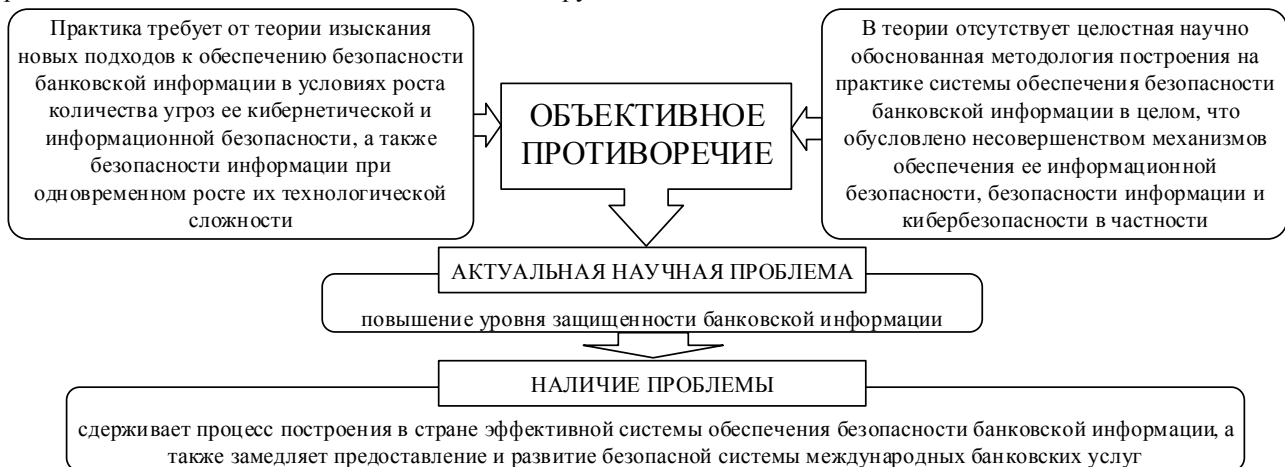 Практика требует от теории изыскания
новых подходов к обеспечению безопасности
банковской информации в условиях роста
количества угроз ее кибернетической и
информационной безопасности, а также
безопасности информации при
одновременном росте их технологической
сложности
ОБЪЕКТИВНОЕ
ПРОТИВОРЕЧИЕ
В теории отсутствует целостная научно
обоснованная методология построения на
практике системы обеспечения безопасности
банковской информации в целом, что
обусловлено несовершенством механизмов
обеспечения ее информационной
безопасности, безопасности информации и
кибербезопасности в частности
АКТУАЛЬНАЯ НАУЧНАЯ ПРОБЛЕМА
повышение уровня защищенности банковской информации
НАЛИЧИЕ ПРОБЛЕМЫ
сдерживает процесс построения в стране эффективной системы обеспечения безопасности банковской информации, а
также замедляет предоставление и развитие безопасной системы международных банковских услуг